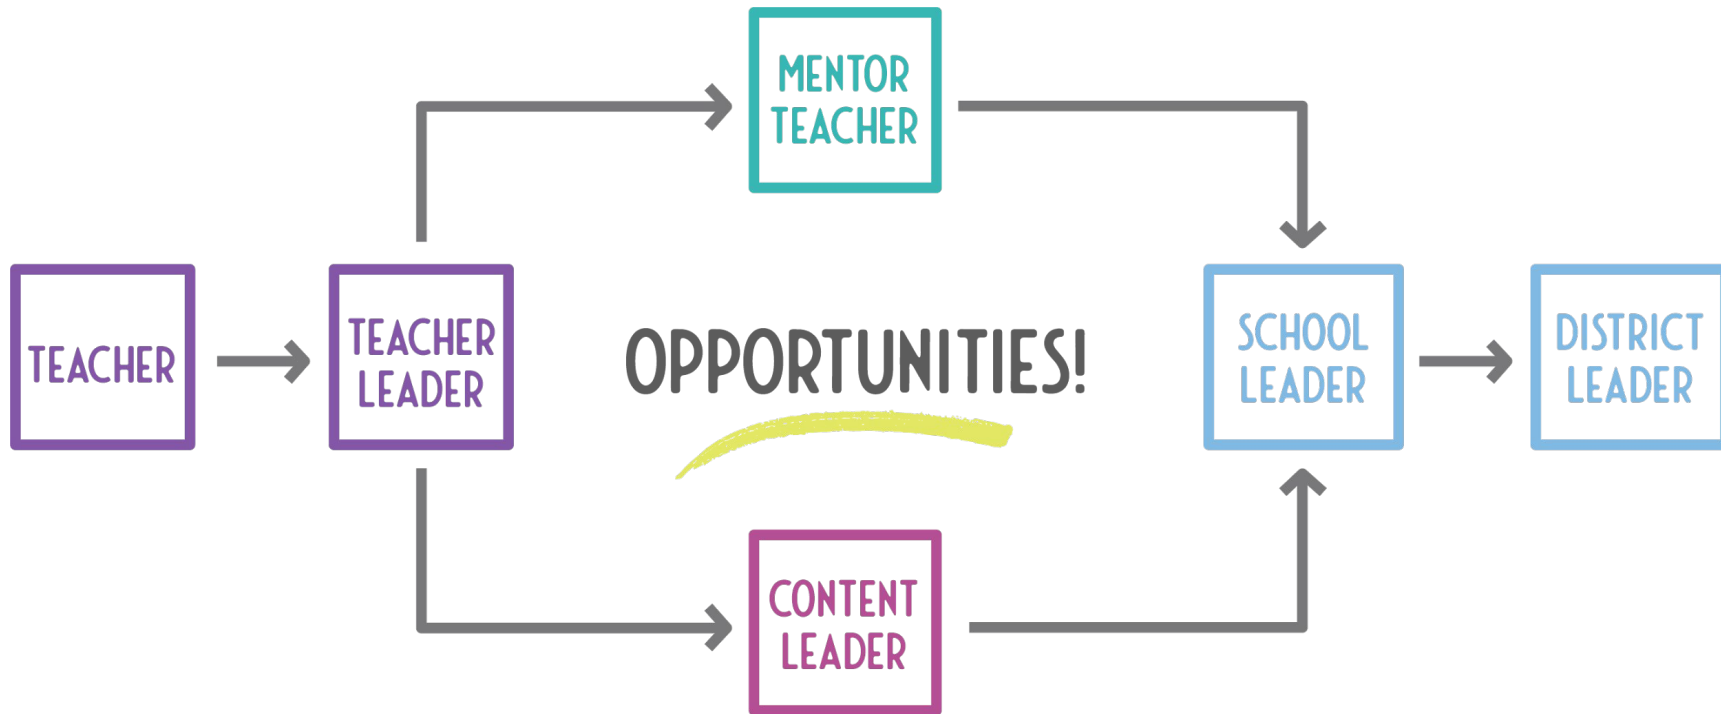 MENTOR
TEACHER
TEACHER
TEACHER
LEADER
OPPORTUNITIES!
SCHOOL
LEADER
DISTRICT
LEADER
CONTENT
LEADER